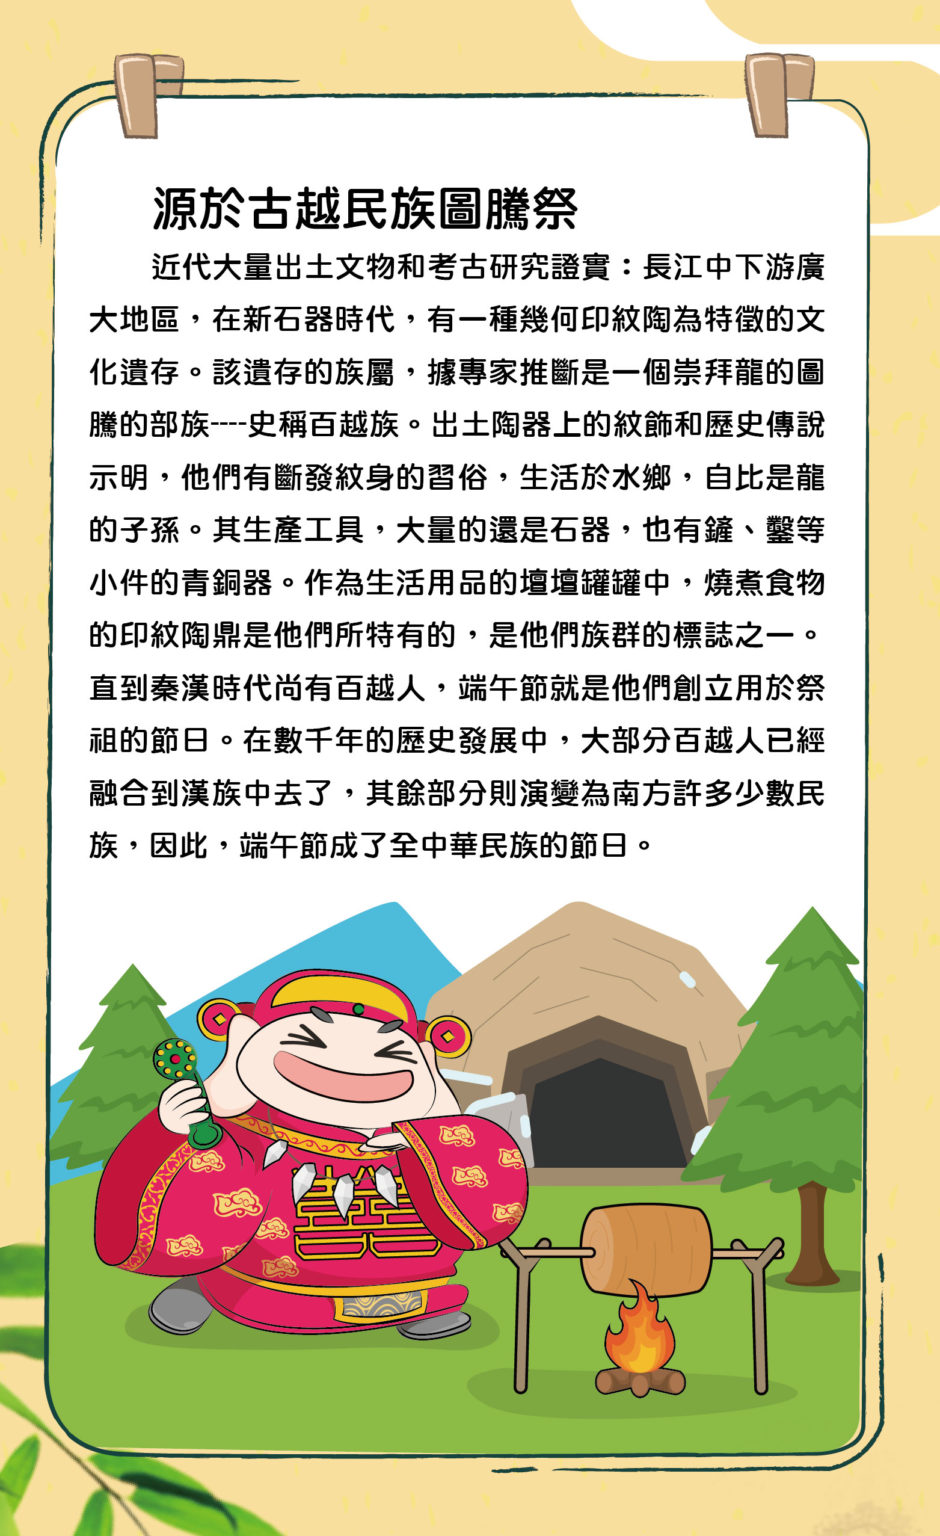 源於古越民族圖騰祭
近代大量出土文物和考古研究證實：長江中下游廣
大地區，在新石器時代，有一種幾何印紋陶為特徵的文
化遺存。該遺存的族屬，據專家推斷是一個崇拜龍的圖
騰的部族----史稱百越族。出土陶器上的紋飾和歷史傳說
示明，他們有斷發紋身的習俗，生活於水鄉，自比是龍
的子孫。其生產工具，大量的還是石器，也有鏟、鑿等
小件的青銅器。作為生活用品的壇壇罐罐中，燒煮食物
的印紋陶鼎是他們所特有的，是他們族群的標誌之一。
直到秦漢時代尚有百越人，端午節就是他們創立用於祭
祖的節日。在數千年的歷史發展中，大部分百越人已經
融合到漢族中去了，其餘部分則演變為南方許多少數民
族，因此，端午節成了全中華民族的節日。